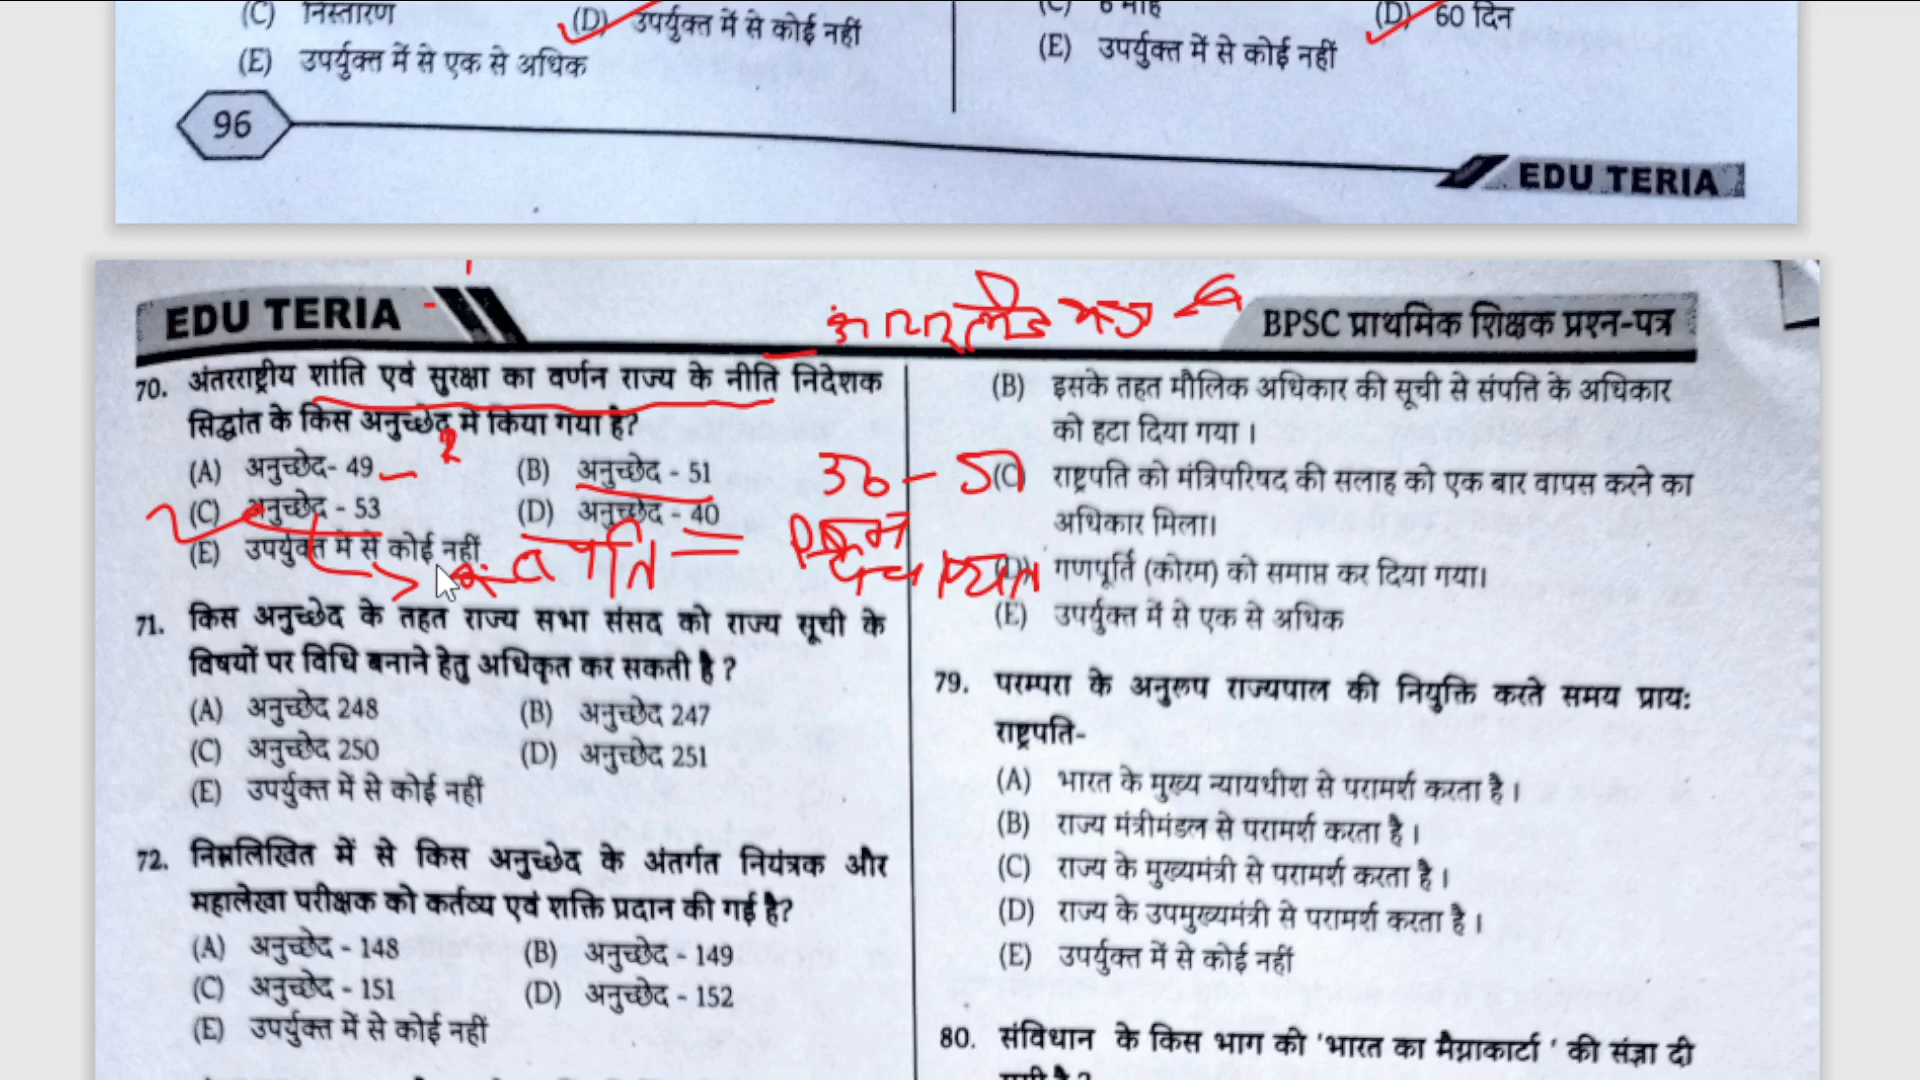 (C) निस्तारण
(D) उपर्युक्त में से कोई नहीं
(E) उपर्युक्त में से एक से अधिक
(D) 60 दिन
(E) उपर्युक्त में से कोई नहीं
96
EDU TERIA
EDU TERIA
BPSC प्राथमिक शिक्षक प्रश्न-पत्र
70. अंतरराष्ट्रीय शांति एवं सुरक्षा का वर्णन राज्य के नीति निदेशक
सिद्धांत के किस अनुच्छेद में किया गया है?
(A) अनुच्छेद- 49
(B) अनुच्छेद - 51
(C) अनुच्छेद - 53
(D) अनुच्छेद - 40
(E) उपर्युक्त में से कोई नहीं
71. किस अनुच्छेद के तहत राज्य सभा संसद को राज्य सूची के
विषयों पर विधि बनाने हेतु अधिकृत कर सकती है ?
(A) अनुच्छेद 248
(B) अनुच्छेद 247
(C) अनुच्छेद 250
(D) अनुच्छेद 251
(E) उपर्युक्त में से कोई नहीं
72. निम्नलिखित में से किस अनुच्छेद के अंतर्गत नियंत्रक और
महालेखा परीक्षक को कर्तव्य एवं शक्ति प्रदान की गई है?
(A) अनुच्छेद - 148
(B) अनुच्छेद - 149
(C) अनुच्छेद - 151
(D) अनुच्छेद - 152
(E) उपर्युक्त में से कोई नहीं
(B) इसके तहत मौलिक अधिकार की सूची से संपति के अधिकार
को हटा दिया गया ।
(C) राष्ट्रपति को मंत्रिपरिषद की सलाह को एक बार वापस करने का
अधिकार मिला।
(D) गणपूर्ति (कोरम) को समाप्त कर दिया गया।
(E) उपर्युक्त में से एक से अधिक
79. परम्परा के अनुरूप राज्यपाल की नियुक्ति करते समय प्रायः
राष्ट्रपति-
(A) भारत के मुख्य न्यायधीश से परामर्श करता है ।
(B) राज्य मंत्रीमंडल से परामर्श करता है ।
(C) राज्य के मुख्यमंत्री से परामर्श करता है ।
(D) राज्य के उपमुख्यमंत्री से परामर्श करता है ।
(E) उपर्युक्त में से कोई नहीं
80. संविधान के किस भाग की 'भारत का मैग्नाकार्टा ' की संज्ञा दी